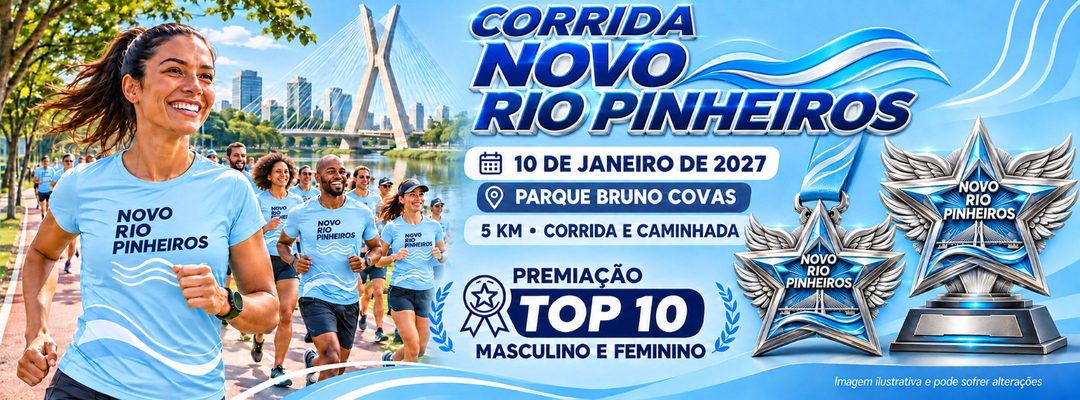 CORRIDA
NOVO
RIO PINHEIROS
10 DE JANEIRO DE 2027
PARQUE BRUNO COVAS
5 KM • CORRIDA E CAMINHADA
PREMIAÇÃO
TOP 10
MASCULINO E FEMININO
NOVO
RIO
PINHEIROS
NOVO
RIO
PINHEIROS
NOVO
RIO
PINHEIROS
NOVO
RIO
PINHEIROS
NOVO
RIO
PINHEIROS
Imagem ilustrativa e pode sofrer alterações